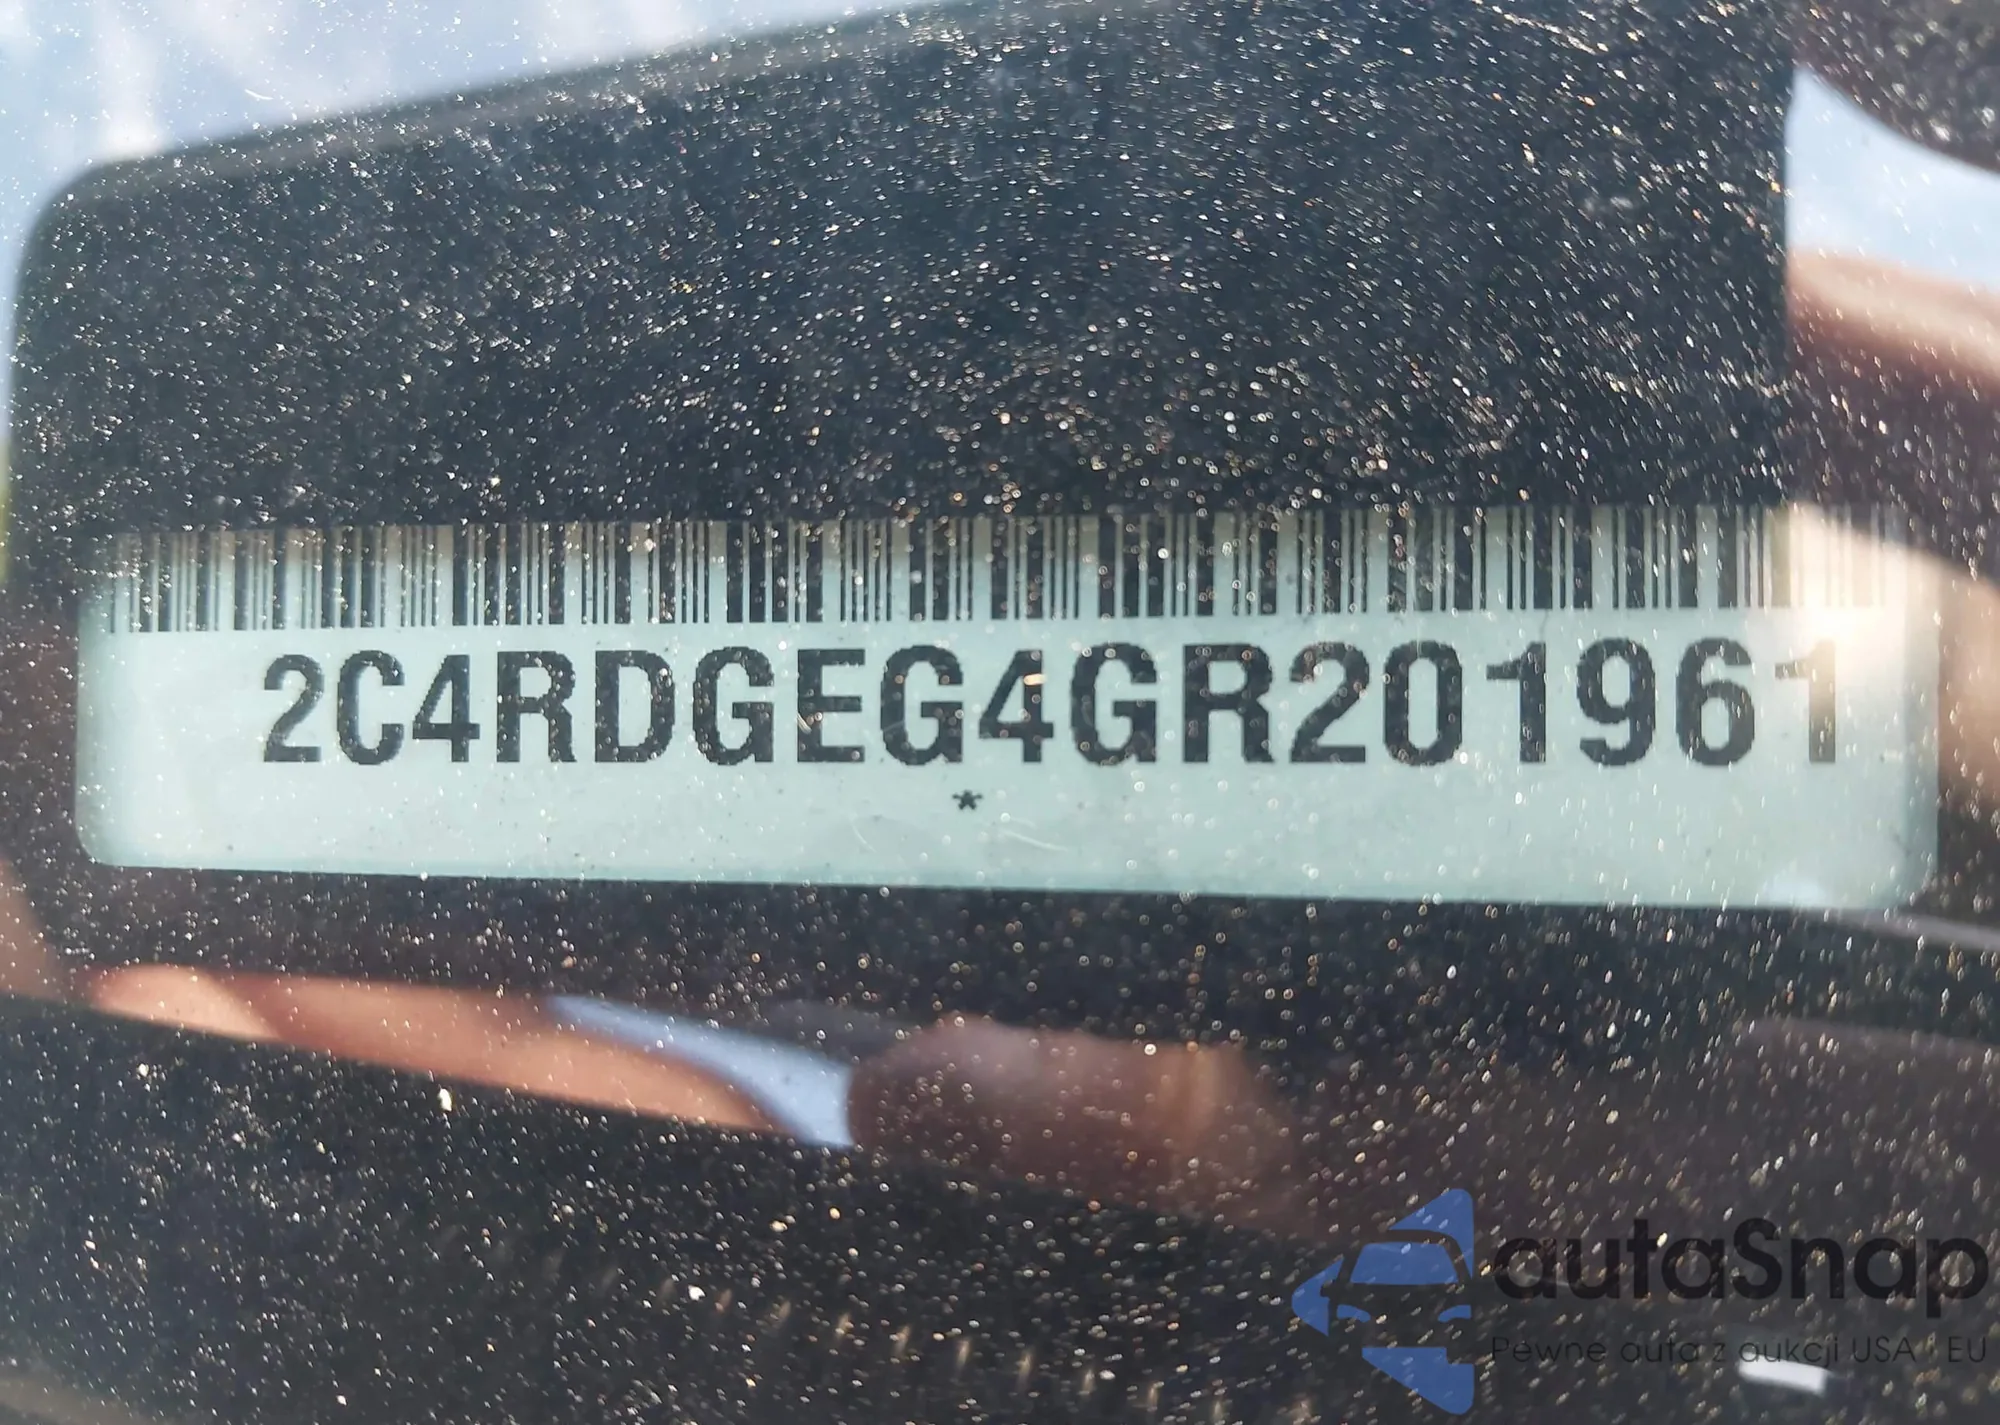 2C4RDGEG4GR201961
*
autaSnap
Pewne auta z aukcji USA i EU